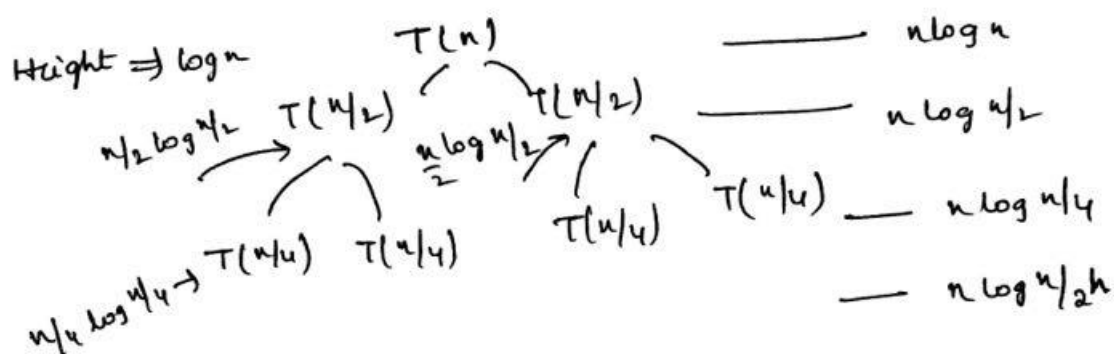 T(n) n log n
Height ⇒ log n
T(n/2) T(n/2) n log n/2
n/2 log n/2 n/2 log n/2
T(n/4) T(n/4) T(n/4) T(n/4) n log n/4
n/4 log n/4 → n log n/2h